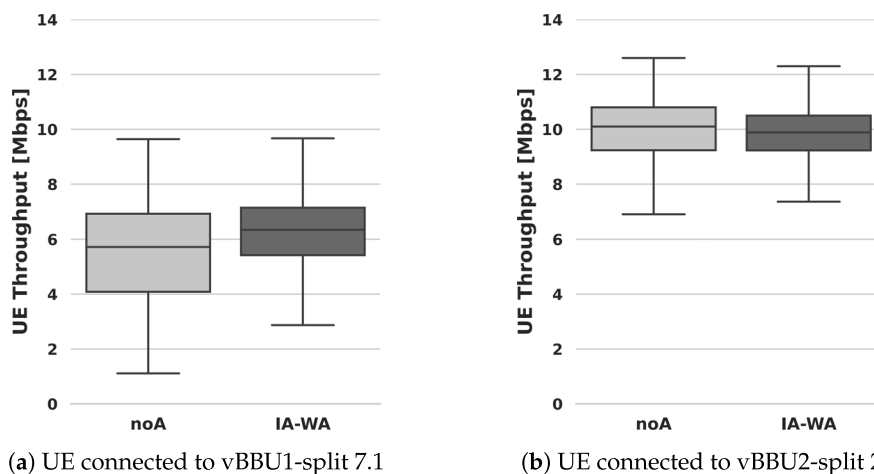 14
12
10
8
6
4
2
0
UE Throughput [Mbps]
noA
IA-WA
(a) UE connected to vBBU1-split 7.1
14
12
10
8
6
4
2
0
UE Throughput [Mbps]
noA
IA-WA
(b) UE connected to vBBU2-split 2